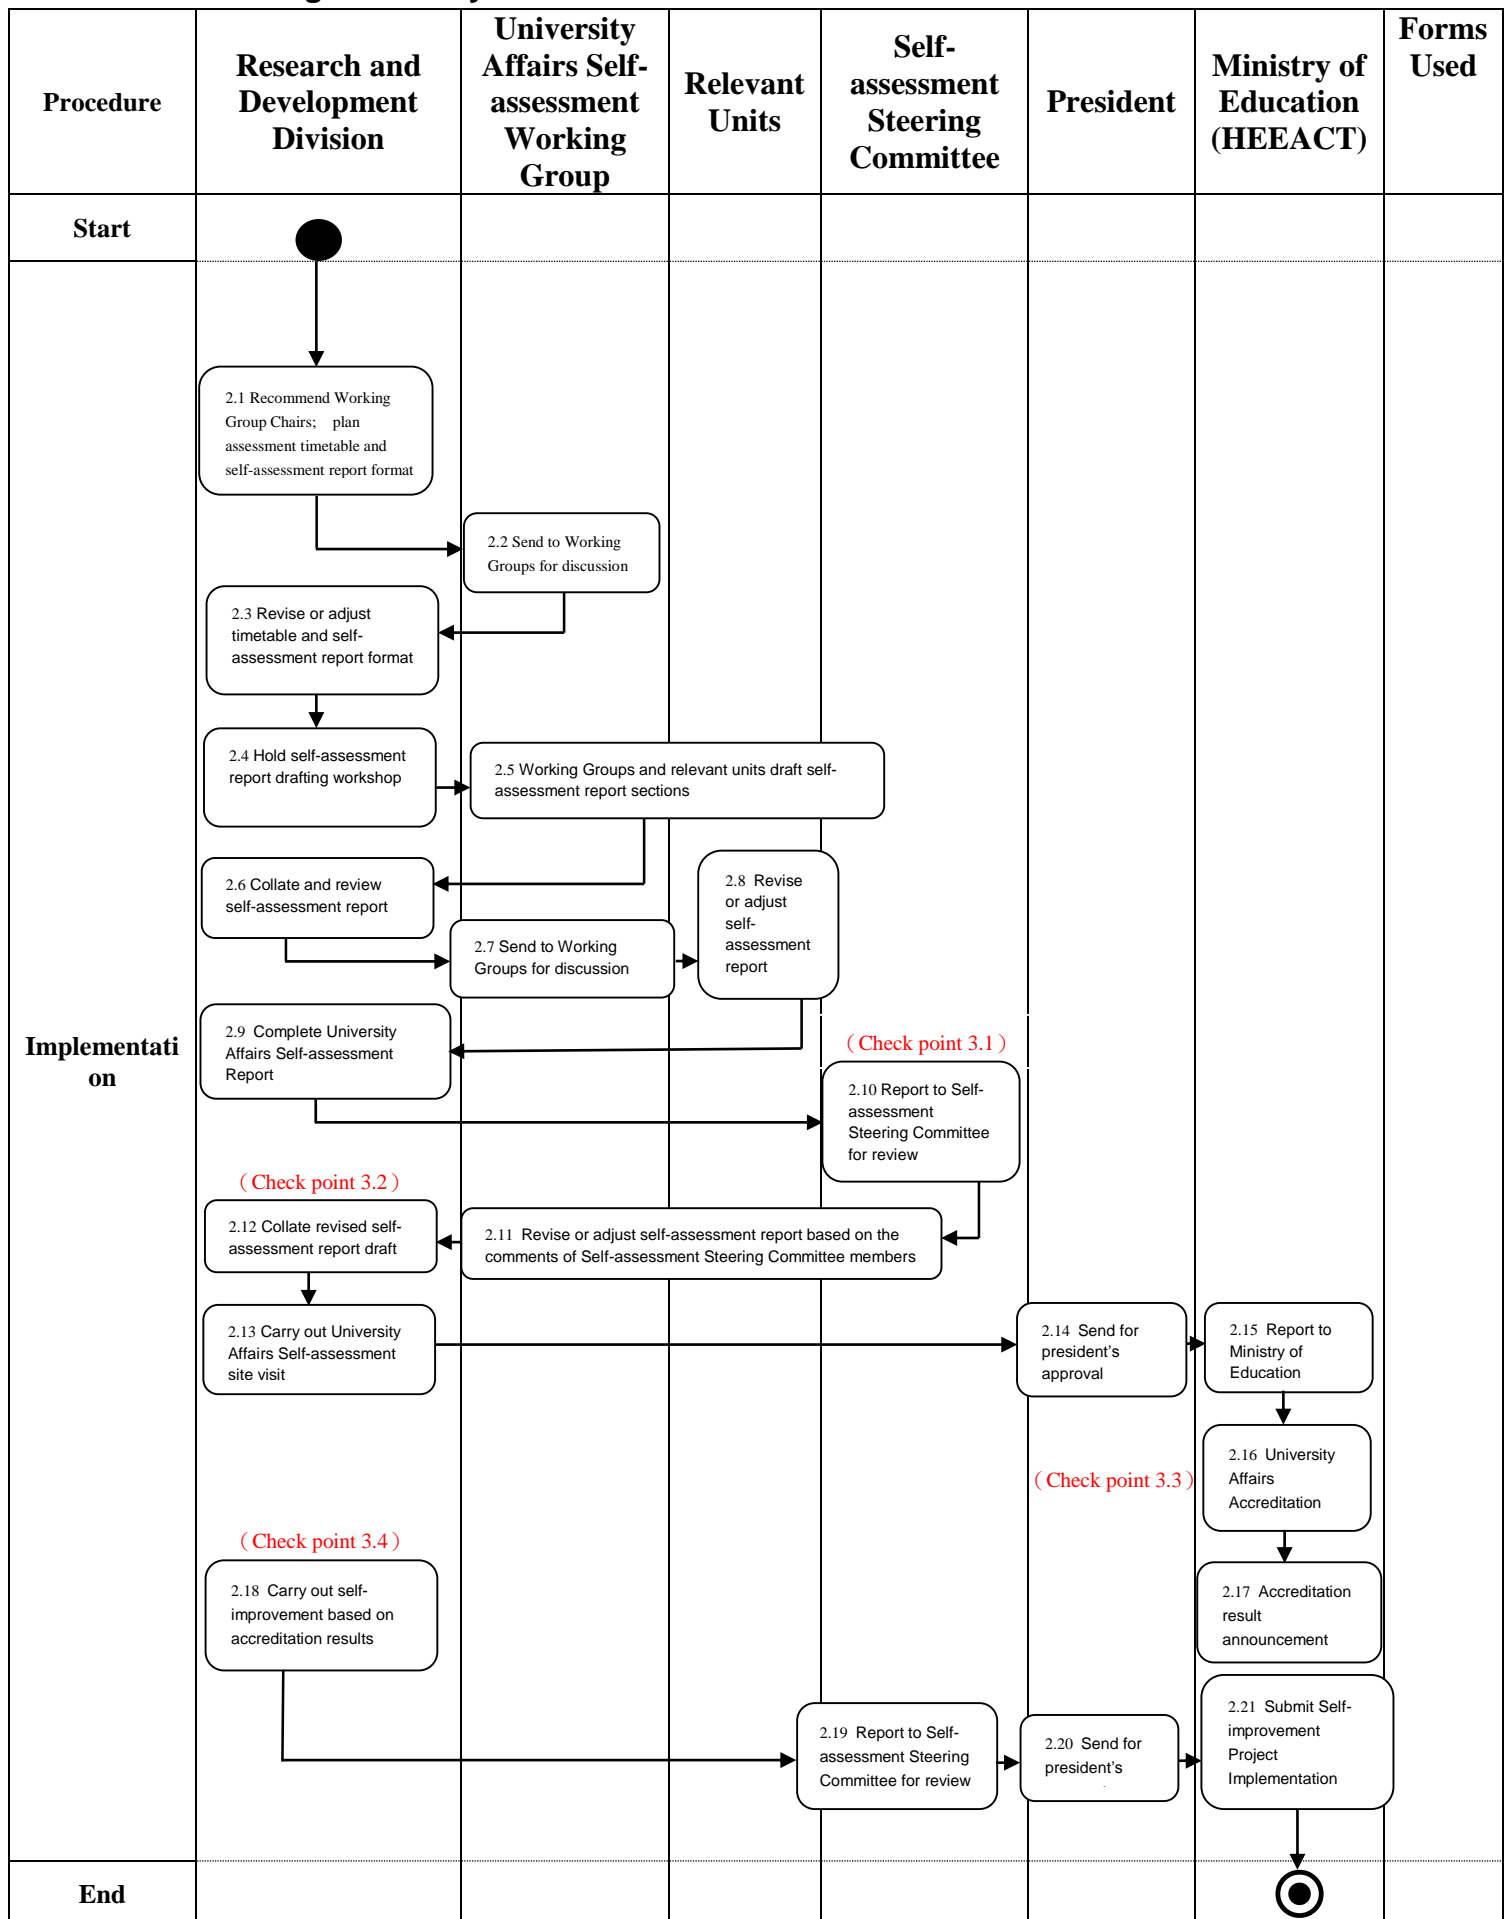 Procedure
Research and
Development
Division
University
Affairs Self-
assessment
Working
Group
Relevant
Units
Self-
assessment
Steering
Committee
President
Ministry of
Education
(HEEACT)
Forms
Used
Start
Implementati
on
2.1 Recommend Working
Group Chairs; plan
assessment timetable and
self-assessment report format
2.2 Send to Working
Groups for discussion
2.3 Revise or adjust
timetable and self-
assessment report format
2.4 Hold self-assessment
report drafting workshop
2.5 Working Groups and relevant units draft self-
assessment report sections
2.6 Collate and review
self-assessment report
2.7 Send to Working
Groups for discussion
2.8 Revise
or adjust
self-
assessment
report
2.9 Complete University
Affairs Self-assessment
Report
（Check point 3.1）
2.10 Report to Self-
assessment
Steering Committee
for review
2.11 Revise or adjust self-assessment report based on the
comments of Self-assessment Steering Committee members
（Check point 3.2）
2.12 Collate revised self-
assessment report draft
2.13 Carry out University
Affairs Self-assessment
site visit
2.14 Send for
president’s
approval
2.15 Report to
Ministry of
Education
（Check point 3.3）
2.16 University
Affairs
Accreditation
2.17 Accreditation
result
announcement
（Check point 3.4）
2.18 Carry out self-
improvement based on
accreditation results
2.19 Report to Self-
assessment Steering
Committee for review
2.20 Send for
president’s
2.21 Submit Self-
improvement
Project
Implementation
End